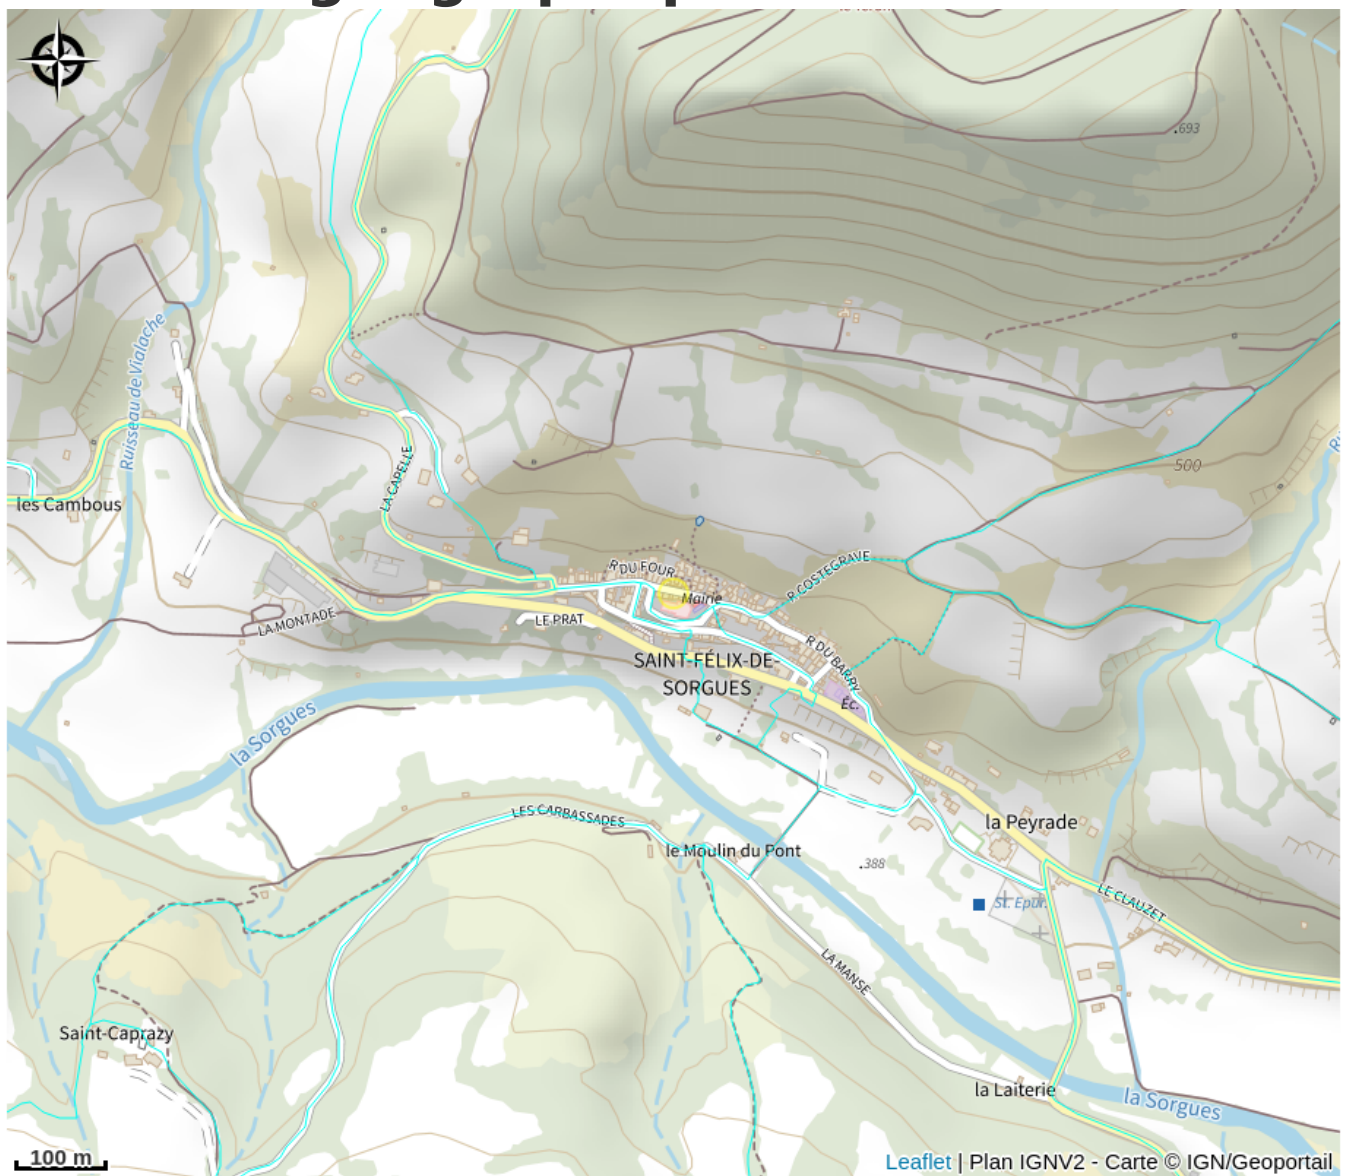 693
Ruisseau de Vialache
LA CAPELLE
500
les Cambous
R DU FOUR
R COSTEGRAVE
Mairie
LA MONTADE
LE PRAT
R DU BARRY
SAINT-FÉLIX-DE-
SORGUES
Éc.
la Sorgues
LES CARBASSADES
la Peyrade
le Moulin du Pont
388
LE CLAUZET
St. Epur.
LA MANSE
Saint-Caprazy
la Laiterie
la Sorgues
100 m
Leaflet | Plan IGNV2 - Carte © IGN/Geoportail